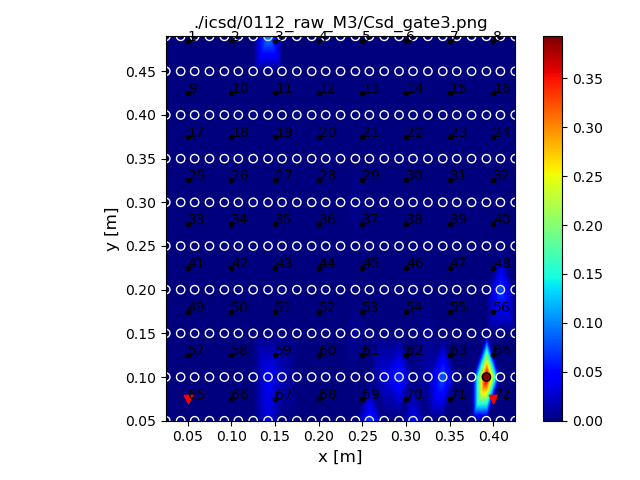 ./icsd/0112_raw_M3/Csd_gate3.png
1 2 3 4 5 6 7 8
0.45
9 10 11 12 13 14 15 16
0.40
17 18 19 20 21 22 23 24
0.35
25 26 27 28 29 30 31 32
0.30
33 34 35 36 37 38 39 40
0.25
41 42 43 44 45 46 47 48
0.20
49 50 51 52 53 54 55 56
0.15
57 58 59 60 61 62 63 64
0.10
65 66 67 68 69 70 71 72
0.05
0.05 0.10 0.15 0.20 0.25 0.30 0.35 0.40
x [m]
y [m]
0.35
0.30
0.25
0.20
0.15
0.10
0.05
0.00